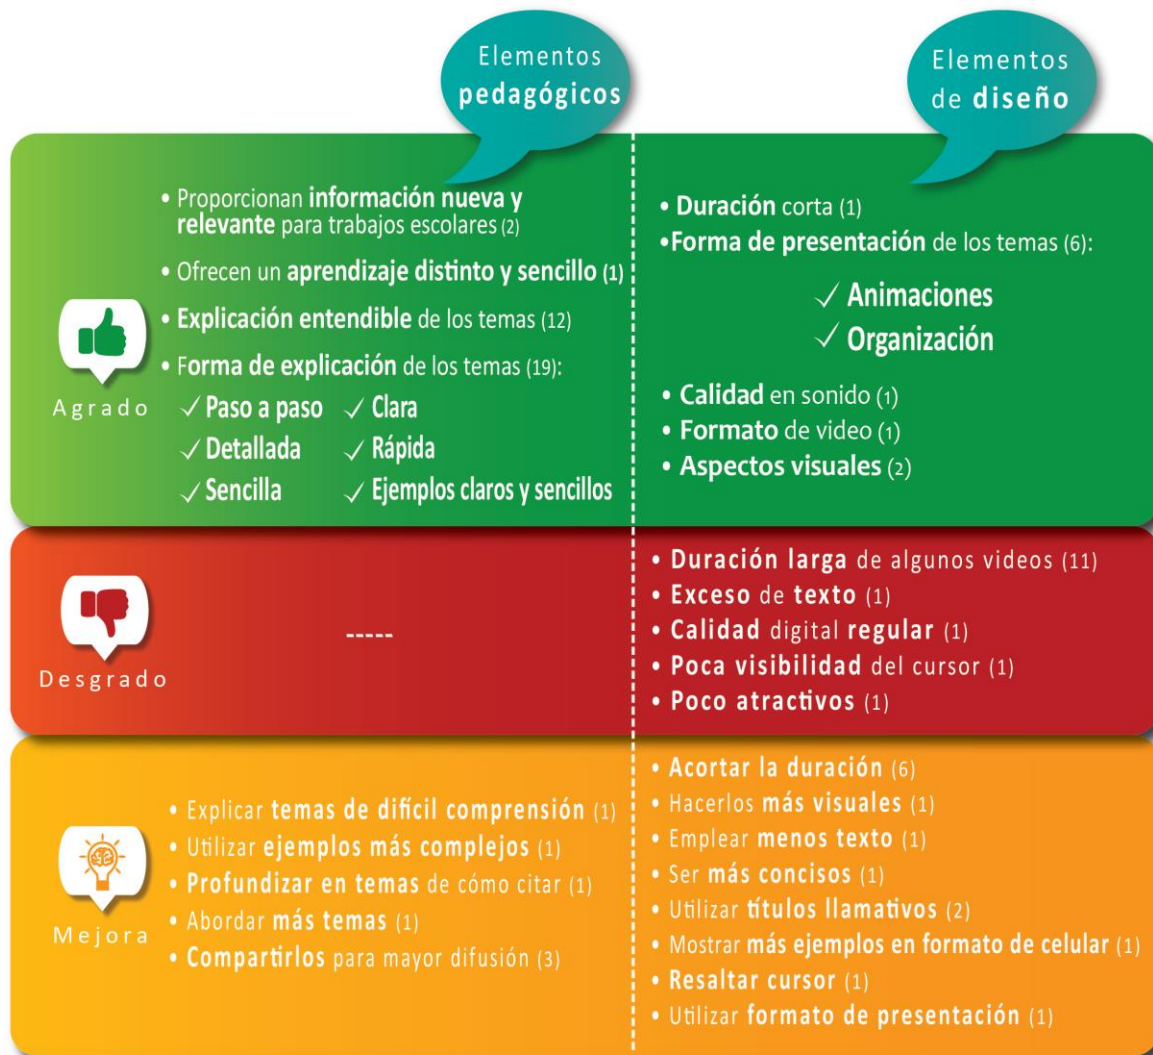 Elementos
pedagógicos
Elementos
de diseño
Agrado
• Proporcionan información nueva y
relevante para trabajos escolares (2)
• Ofrecen un aprendizaje distinto y sencillo (1)
• Explicación entendible de los temas (12)
• Forma de explicación de los temas (19):
✓ Paso a paso ✓ Clara
✓ Detallada ✓ Rápida
✓ Sencilla ✓ Ejemplos claros y sencillos
• Duración corta (1)
•Forma de presentación de los temas (6):
✓ Animaciones
✓ Organización
• Calidad en sonido (1)
• Formato de video (1)
• Aspectos visuales (2)
Desgrado
-----
• Duración larga de algunos videos (11)
• Exceso de texto (1)
• Calidad digital regular (1)
• Poca visibilidad del cursor (1)
• Poco atractivos (1)
Mejora
• Explicar temas de difícil comprensión (1)
• Utilizar ejemplos más complejos (1)
• Profundizar en temas de cómo citar (1)
• Abordar más temas (1)
• Compartirlos para mayor difusión (3)
• Acortar la duración (6)
• Hacerlos más visuales (1)
• Emplear menos texto (1)
• Ser más concisos (1)
• Utilizar títulos llamativos (2)
• Mostrar más ejemplos en formato de celular (1)
• Resaltar cursor (1)
• Utilizar formato de presentación (1)